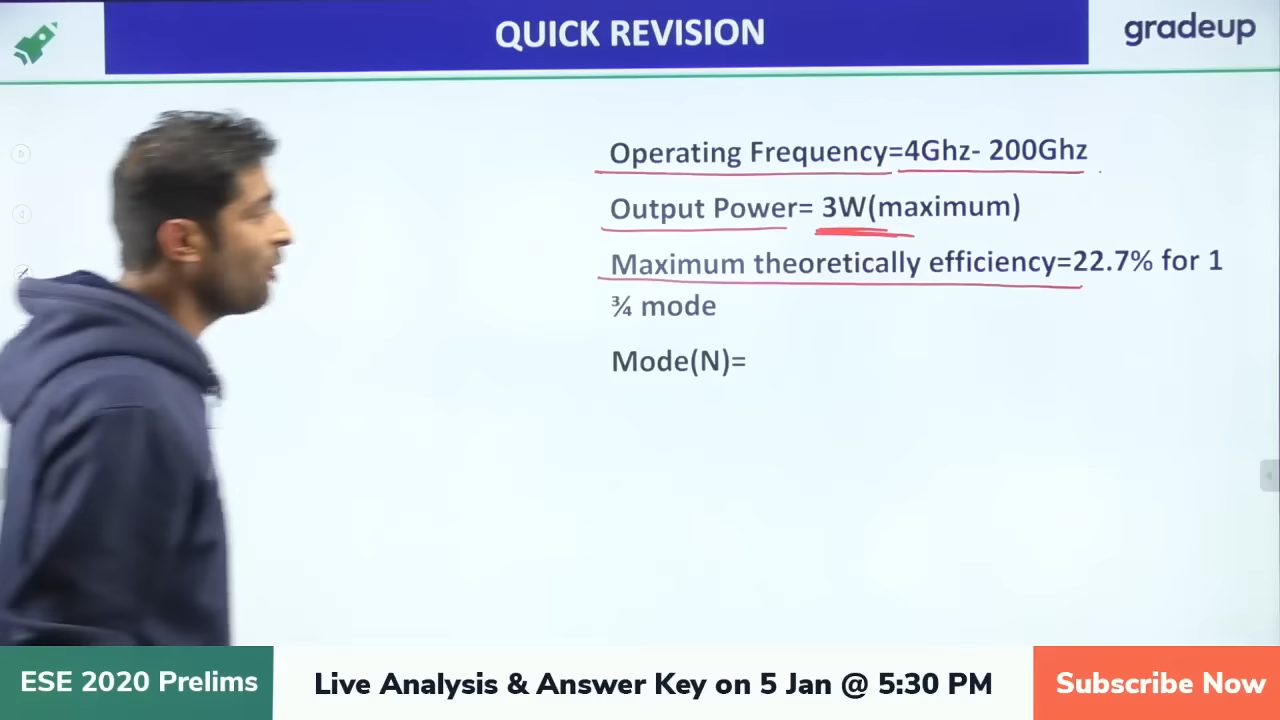 QUICK REVISION
gradeup
Operating Frequency=4Ghz- 200Ghz
Output Power= 3W(maximum)
Maximum theoretically efficiency=22.7% for 1
¾ mode
Mode(N)=
ESE 2020 Prelims
Live Analysis & Answer Key on 5 Jan @ 5:30 PM
Subscribe Now